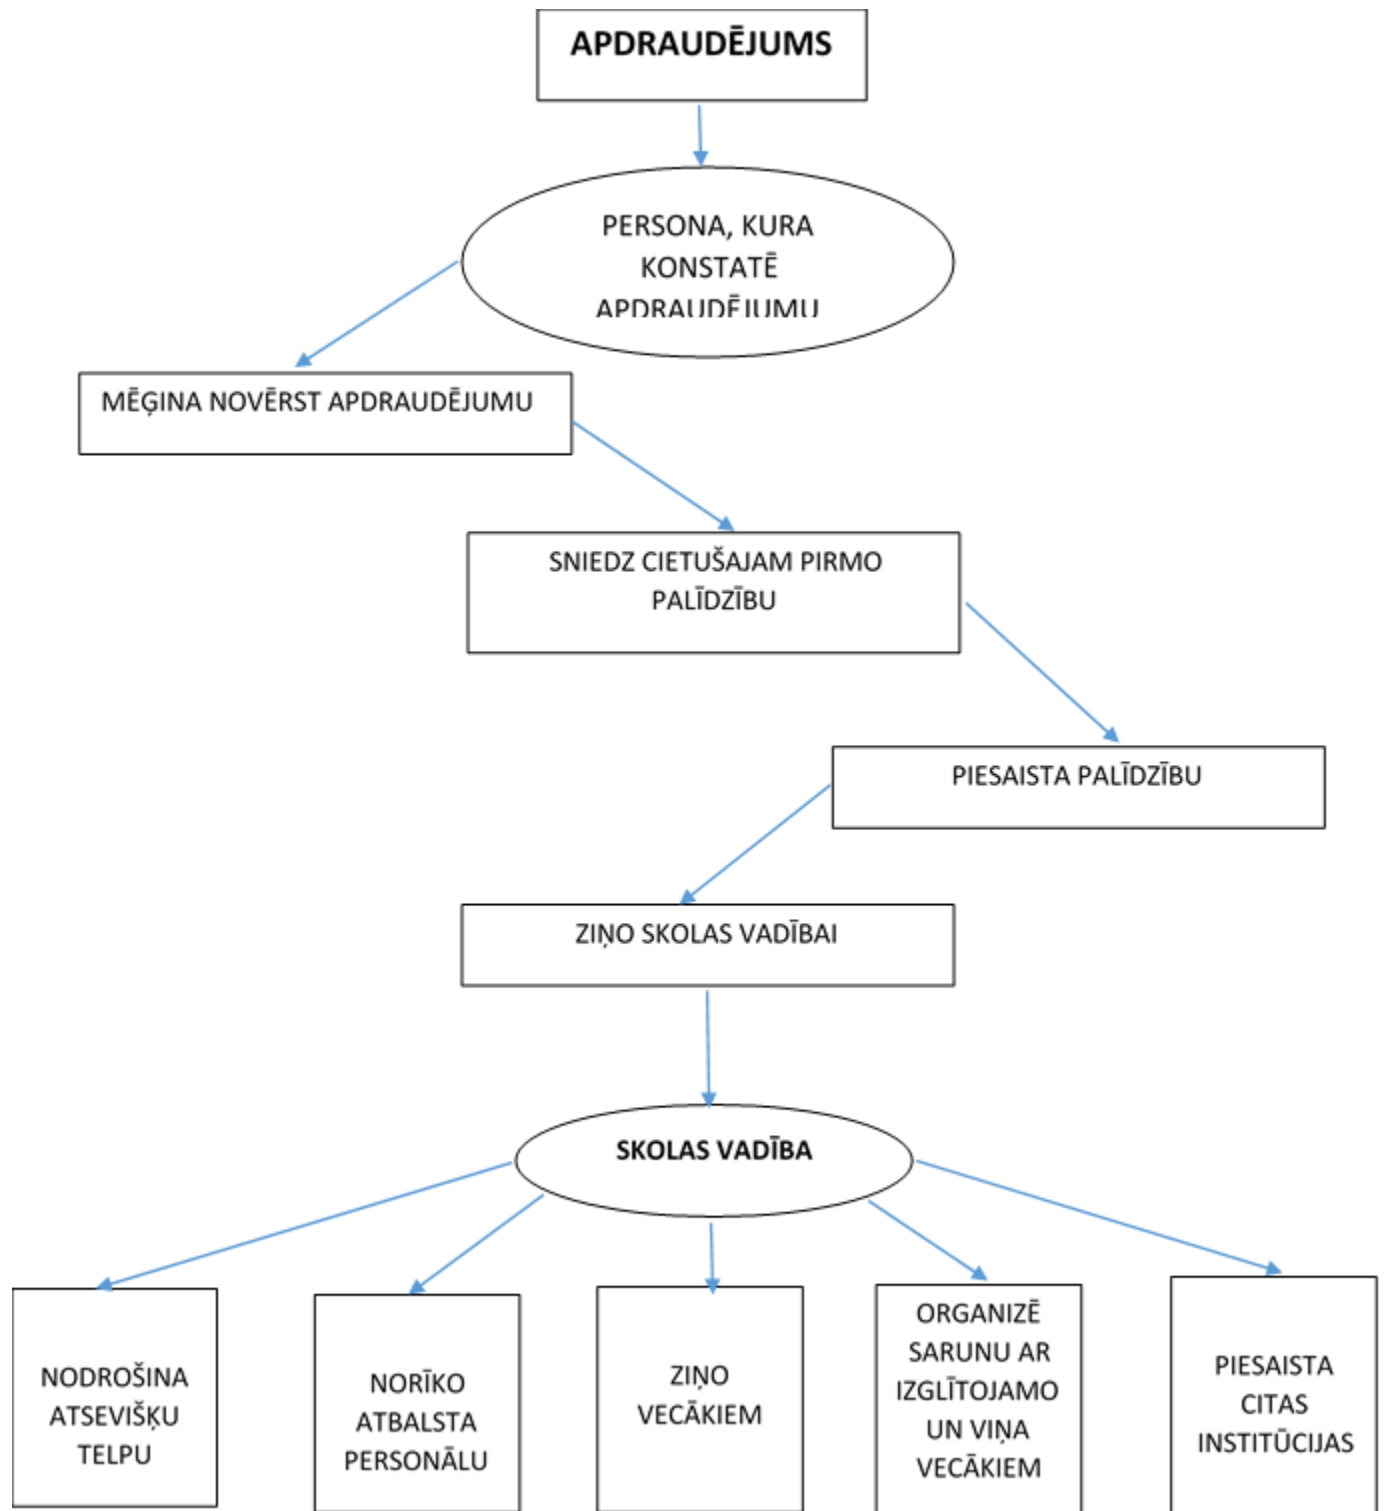 APDRAUDĒJUMS
PERSONA, KURA
KONSTATĒ
APDRAUDĒJUMU
MĒĢINA NOVĒRST APDRAUDĒJUMU
SNIEDZ CIETUŠAJAM PIRMO
PALĪDZĪBU
PIESAISTA PALĪDZĪBU
ZIŅO SKOLAS VADĪBAI
SKOLAS VADĪBA
NODROŠINA
ATSEVIŠĶU
TELPU
NORĪKO
ATBALSTA
PERSONĀLU
ZIŅO
VECĀKIEM
ORGANIZĒ
SARUNU AR
IZGLĪTOJAMO
UN VIŅA
VECĀKIEM
PIESAISTA
CITAS
INSTITŪCIJAS